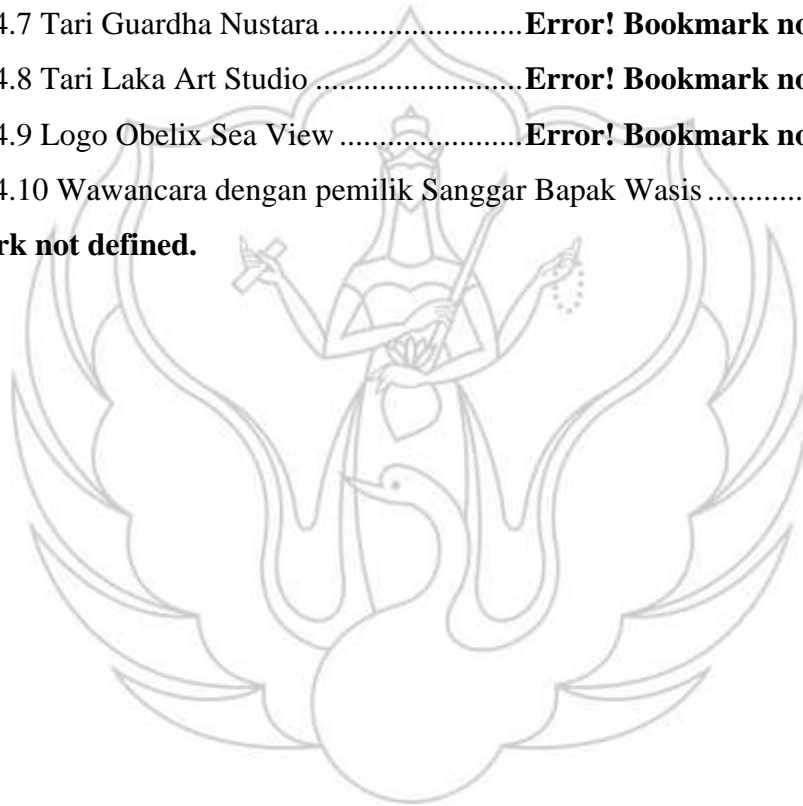 4.7 Tari Guardha Nustara........................Error! Bookmark no
4.8 Tari Laka Art Studio.........................Error! Bookmark no
4.9 Logo Obelix Sea View......................Error! Bookmark no
4.10 Wawancara dengan pemilik Sanggar Bapak Wasis............
rk not defined.